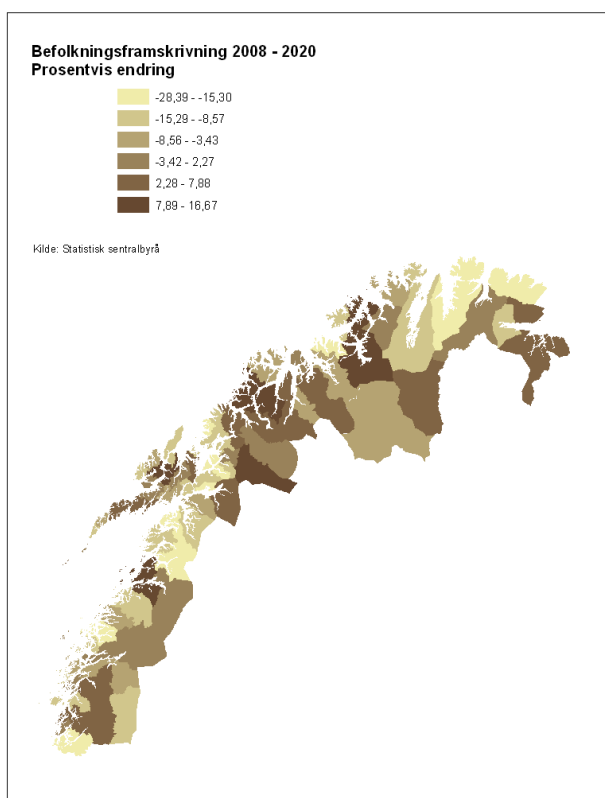 Befolkningsframskrivning 2008 - 2020
Prosentvis endring
-28,39 - -15,30
-15,29 - -8,57
-8,56 - -3,43
-3,42 - 2,27
2,28 - 7,88
7,89 - 16,67
Kilde: Statistisk sentralbyrå